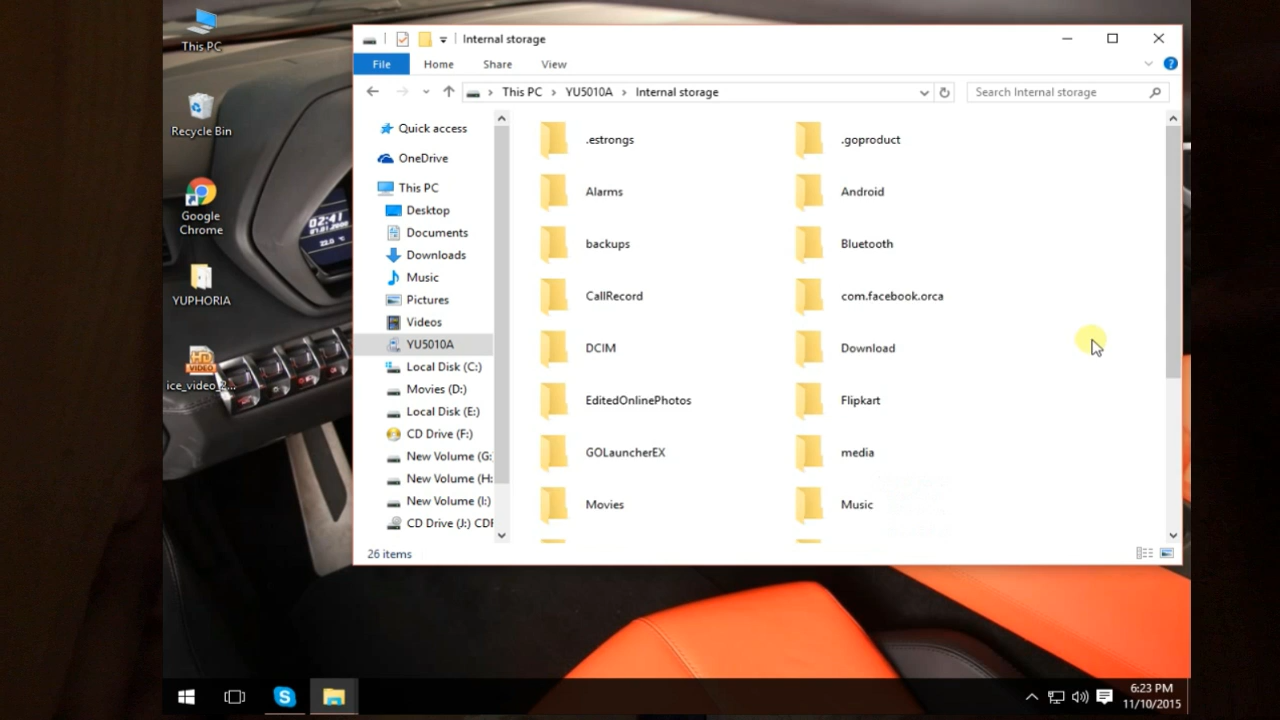 This PC
Recycle Bin
Google
Chrome
YUPHORIA
HD
VIDEO
ice_video_2...
02:41
Internal storage
File
Home
Share
View
This PC
YU5010A
Internal storage
Search Internal storage
Quick access
OneDrive
This PC
Desktop
Documents
Downloads
Music
Pictures
Videos
YU5010A
Local Disk (C:)
Movies (D:)
Local Disk (E:)
CD Drive (F:)
New Volume (G:
New Volume (H:
New Volume (I:)
CD Drive (J:) CDF
.estrongs
.goproduct
Alarms
Android
backups
Bluetooth
CallRecord
com.facebook.orca
DCIM
Download
EditedOnlinePhotos
Flipkart
GOLauncherEX
media
Movies
Music
26 items
6:23 PM
11/10/2015